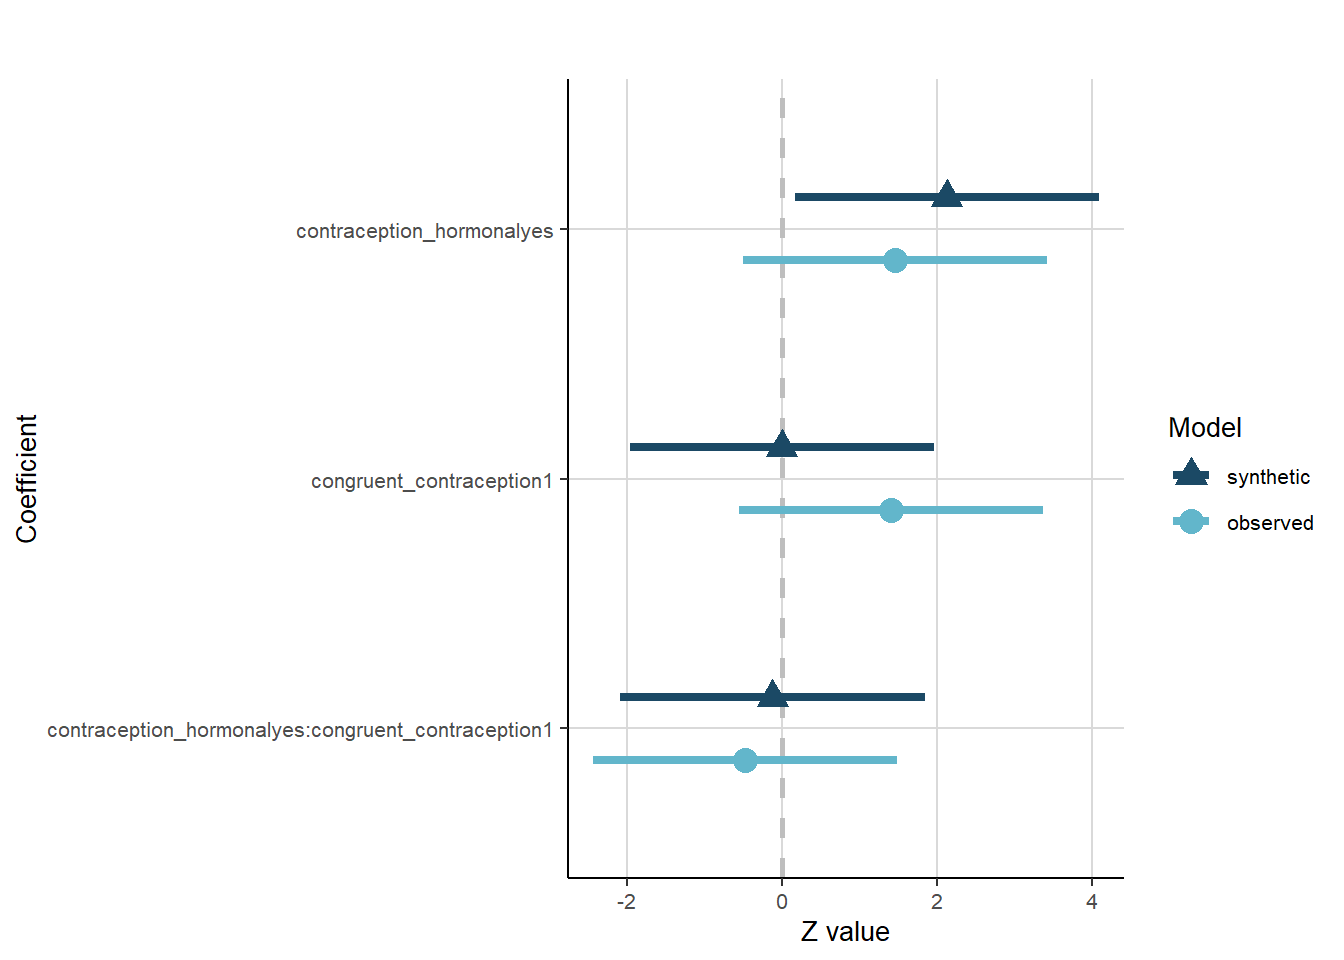 contraception_hormonalyes
congruent_contraception1
contraception_hormonalyes:congruent_contraception1
Coefficient
-2
0
2
4
Z value
Model
synthetic
observed